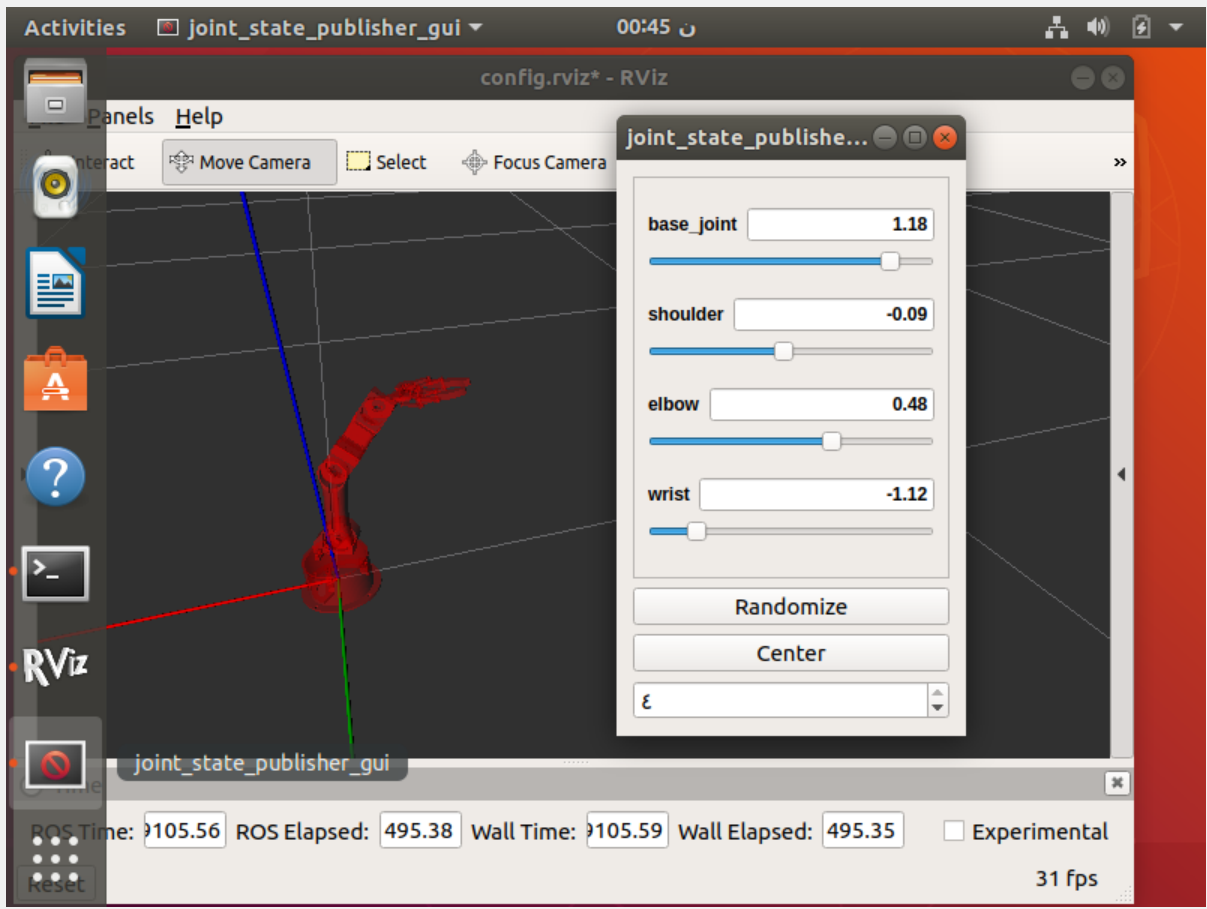 Activities joint_state_publisher_gui 00:45 ن
config.rviz* - RViz
Panels Help
Interact Move Camera Select Focus Camera »
joint_state_publishe...
base_joint 1.18
shoulder -0.09
elbow 0.48
wrist -1.12
Randomize
Center
٤
RViz
joint_state_publisher_gui
Time
ROS Time: 9105.56 ROS Elapsed: 495.38 Wall Time: 9105.59 Wall Elapsed: 495.35 Experimental
Reset 31 fps